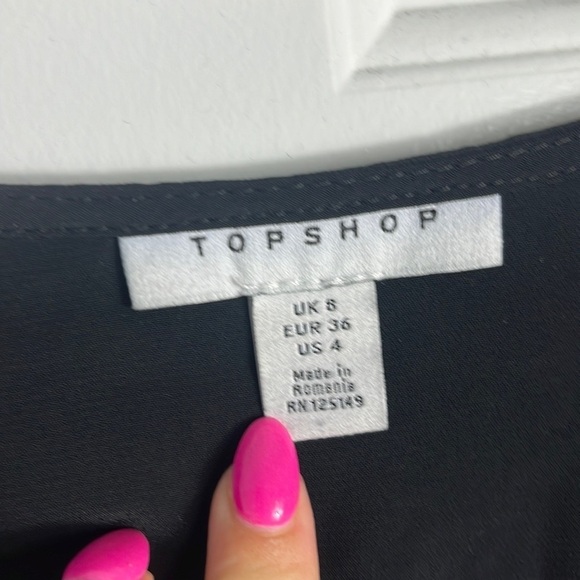 TOPSHOP
UK 8
EUR 36
US 4
Made in
Romania
RN125149